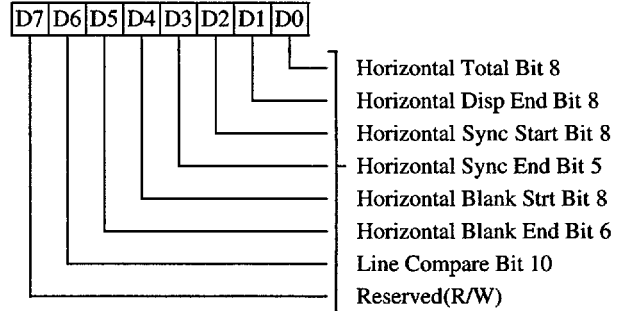 D7 D6 D5 D4 D3 D2 D1 D0
Horizontal Total Bit 8
Horizontal Disp End Bit 8
Horizontal Sync Start Bit 8
Horizontal Sync End Bit 5
Horizontal Blank Strt Bit 8
Horizontal Blank End Bit 6
Line Compare Bit 10
Reserved(R/W)